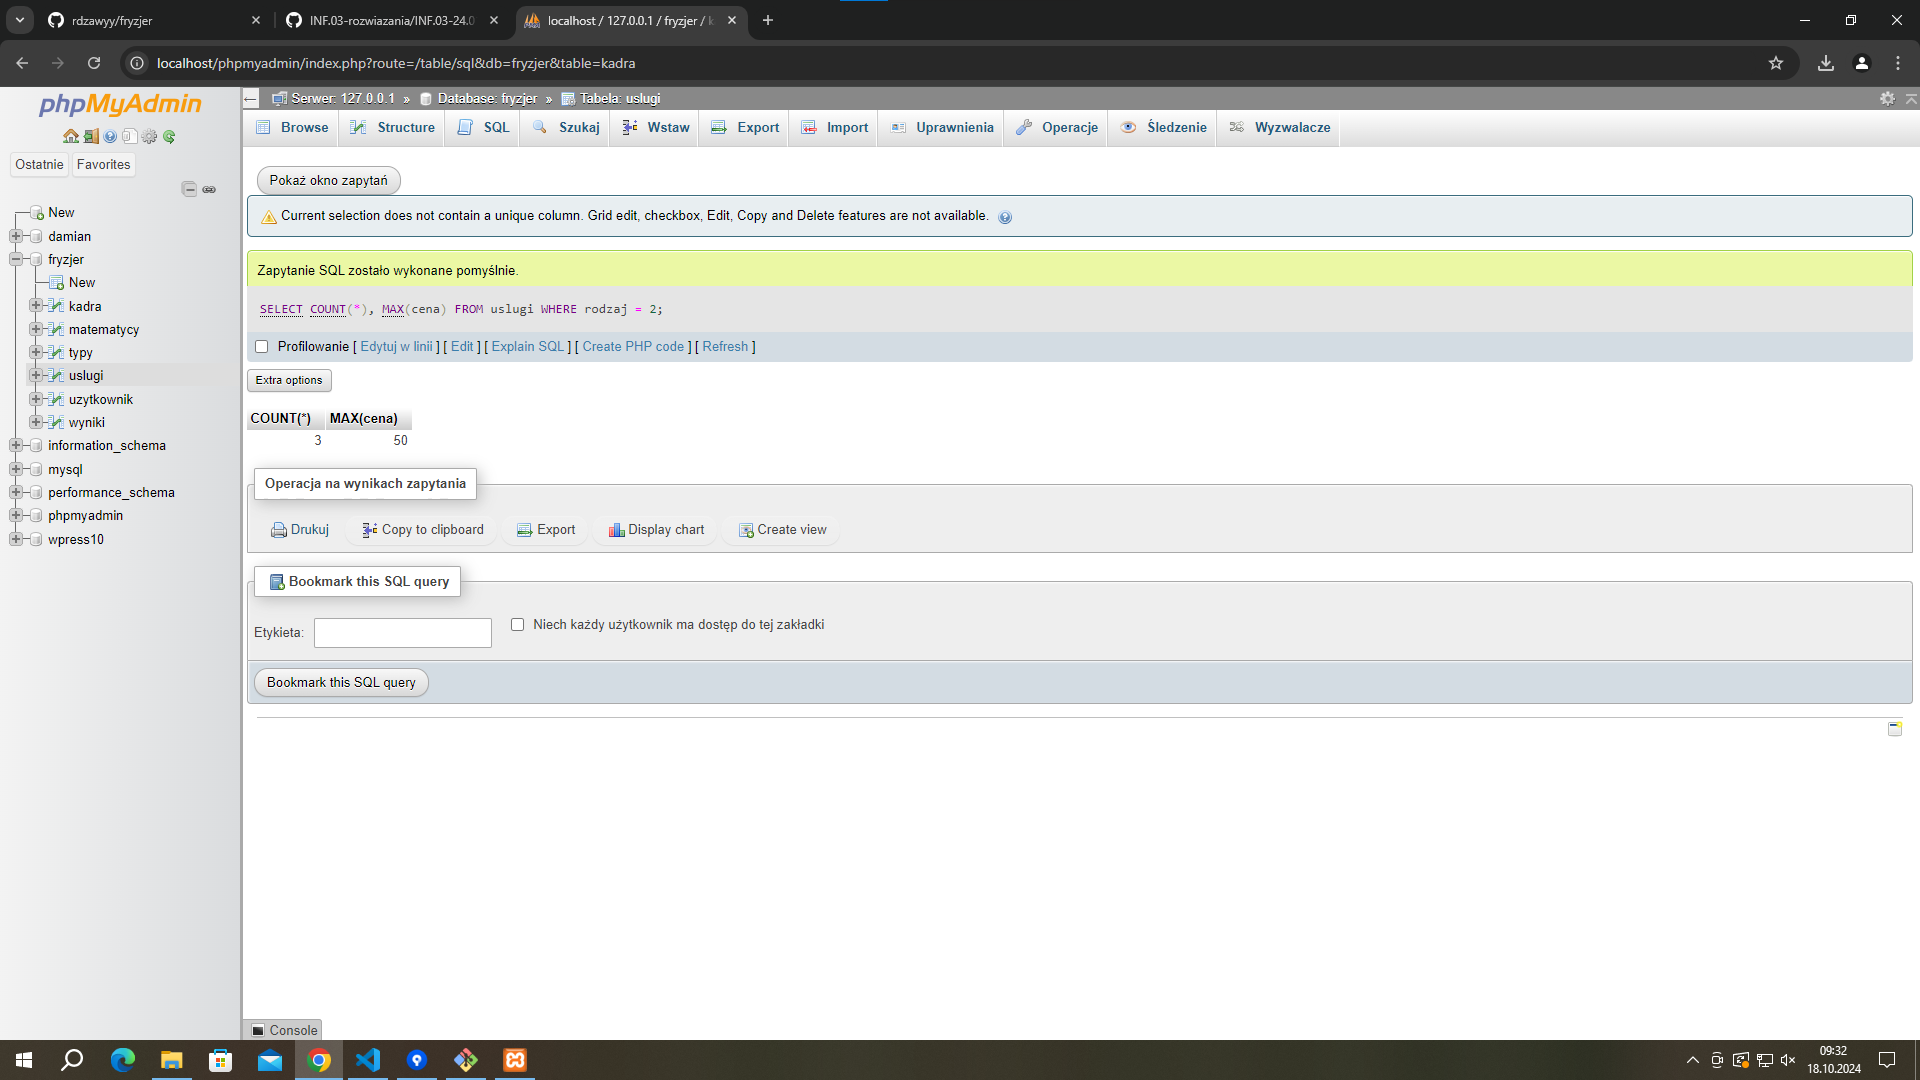 rdzawyy/fryzjer
INF.03-rozwiazania/INF.03-24.0
localhost / 127.0.0.1 / fryzjer / k
localhost/phpmyadmin/index.php?route=/table/sql&db=fryzjer&table=kadra
phpMyAdmin
Ostatnie Favorites
New
damian
fryzjer
New
kadra
matematycy
typy
uslugi
uzytkownik
wyniki
information_schema
mysql
performance_schema
phpmyadmin
wpress10
Serwer: 127.0.0.1 » Database: fryzjer » Tabela: uslugi
Browse Structure SQL Szukaj Wstaw Export Import Uprawnienia Operacje Śledzenie Wyzwalacze
Pokaż okno zapytań
Current selection does not contain a unique column. Grid edit, checkbox, Edit, Copy and Delete features are not available.
Zapytanie SQL zostało wykonane pomyślnie.
SELECT COUNT(*), MAX(cena) FROM uslugi WHERE rodzaj = 2;
Profilowanie [ Edytuj w linii ] [ Edit ] [ Explain SQL ] [ Create PHP code ] [ Refresh ]
Extra options
COUNT(*) MAX(cena)
3 50
Operacja na wynikach zapytania
Drukuj Copy to clipboard Export Display chart Create view
Bookmark this SQL query
Etykieta: Niech każdy użytkownik ma dostęp do tej zakładki
Bookmark this SQL query
Console
09:32
18.10.2024